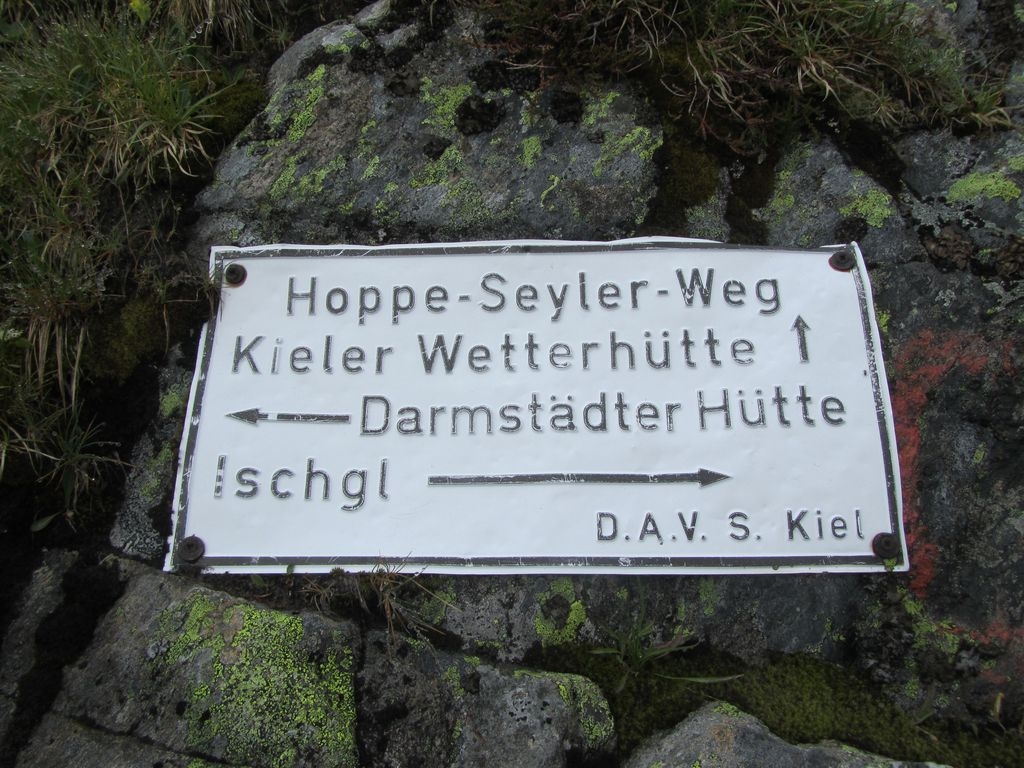 Hoppe-Seyler-Weg
Kieler Wetterhütte ↑
← Darmstädter Hütte
Ischgl →
D.A.V. S. Kiel